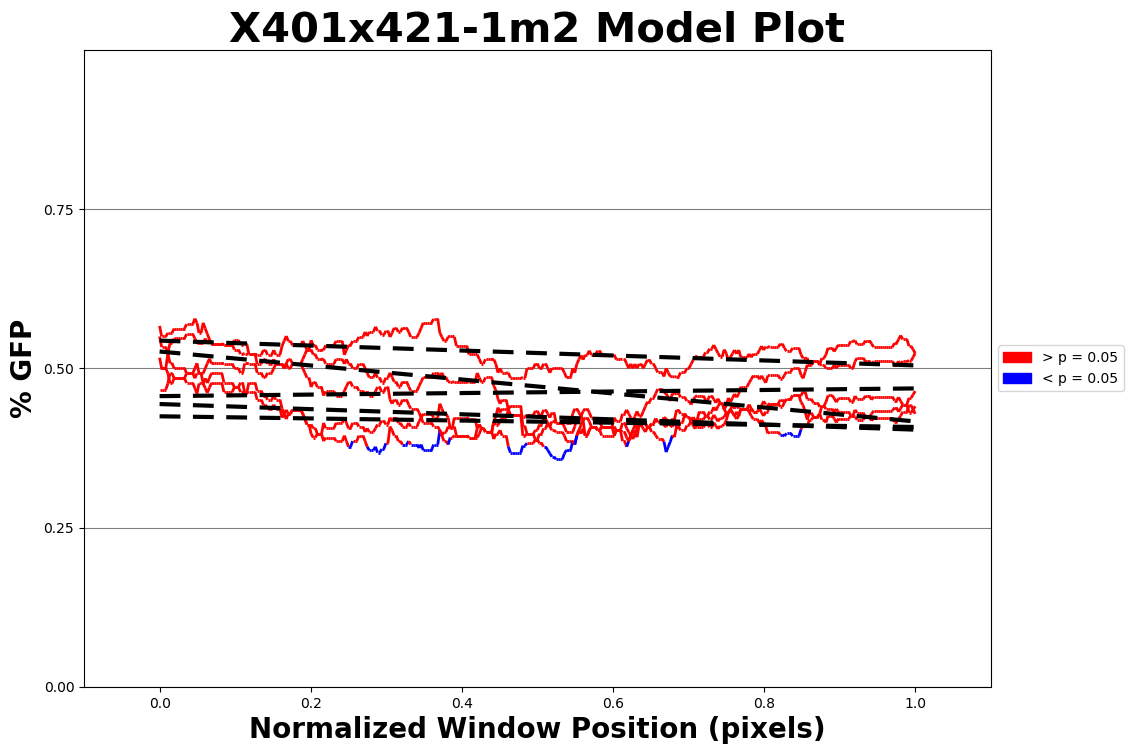 X401x421-1m2 Model Plot
% GFP
0.75
0.50
0.25
0.00
0.0 0.2 0.4 0.6 0.8 1.0
Normalized Window Position (pixels)
> p = 0.05
< p = 0.05